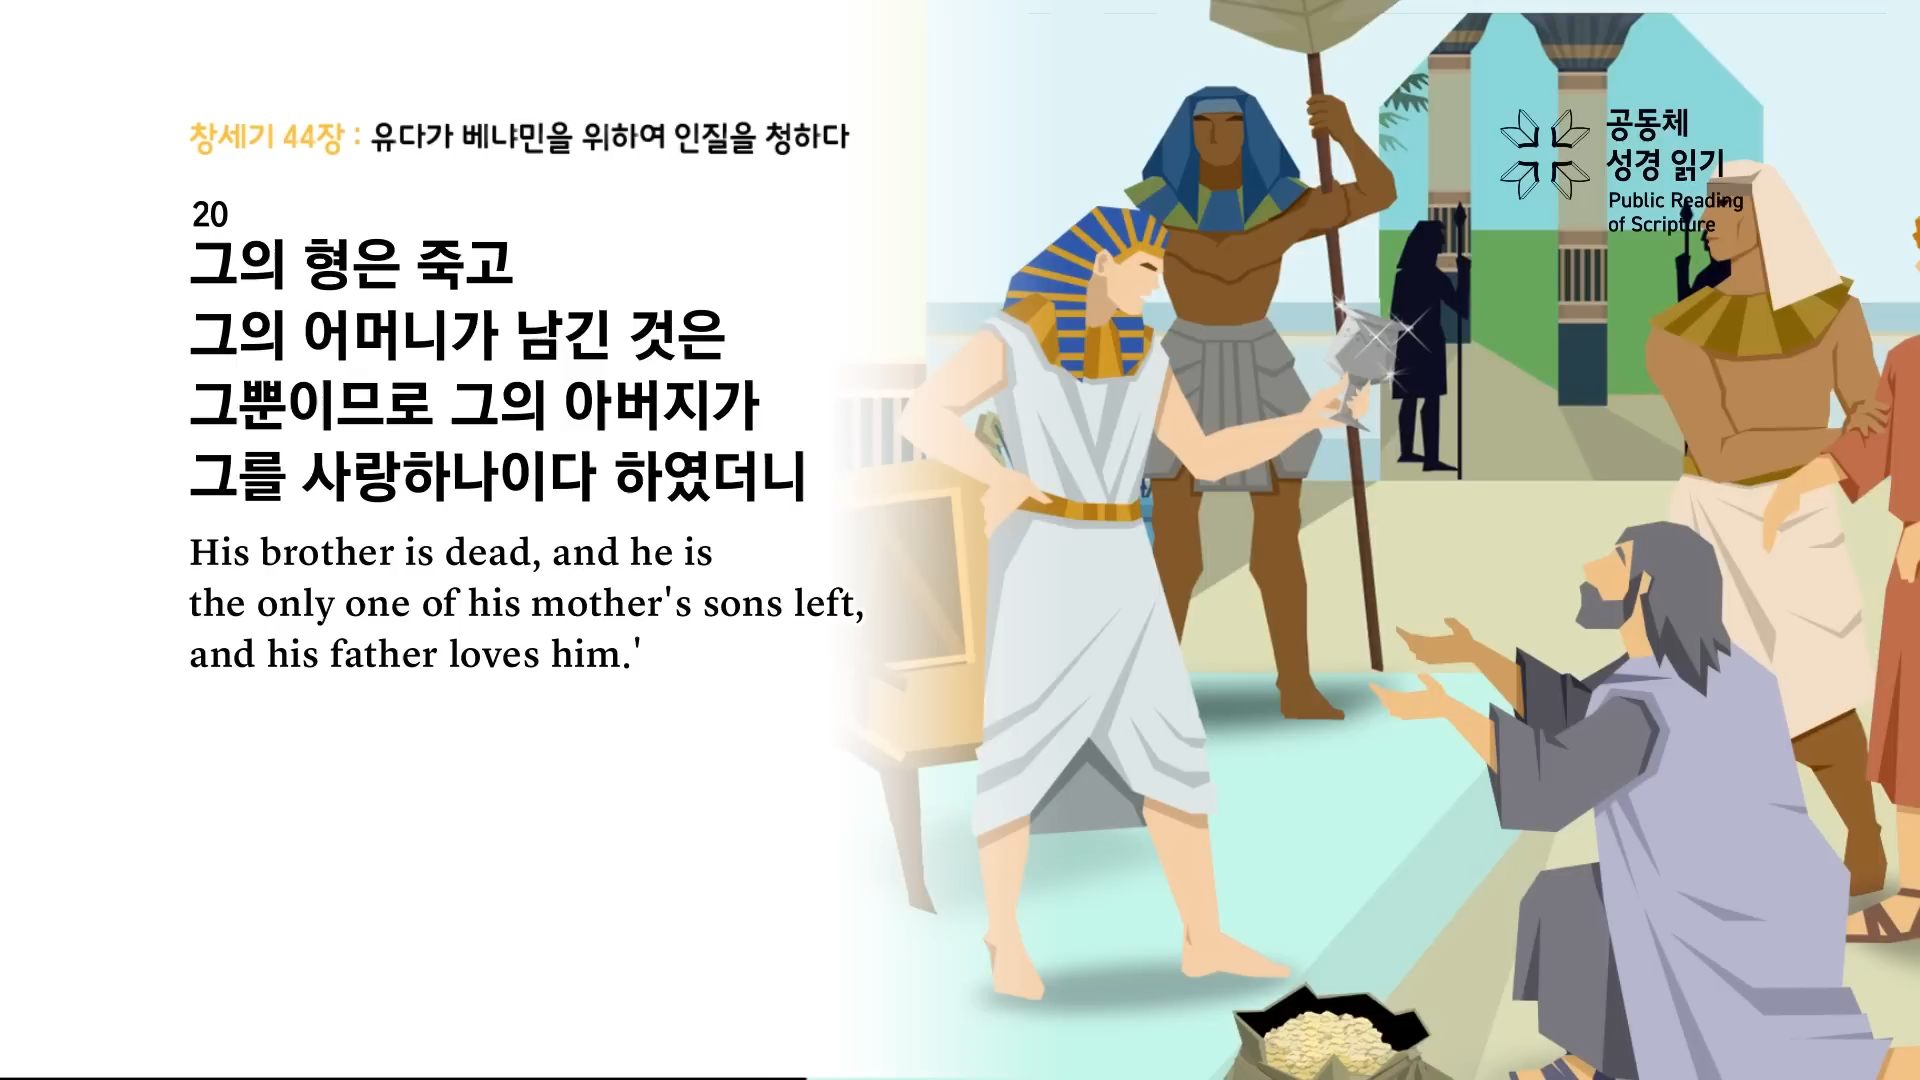 창세기 44장 : 유다가 베냐민을 위하여 인질을 청하다
20
그의 형은 죽고
그의 어머니가 남긴 것은
그뿐이므로 그의 아버지가
그를 사랑하나이다 하였더니
His brother is dead, and he is
the only one of his mother's sons left,
and his father loves him.'
공동체
성경 읽기
Public Reading
of Scripture